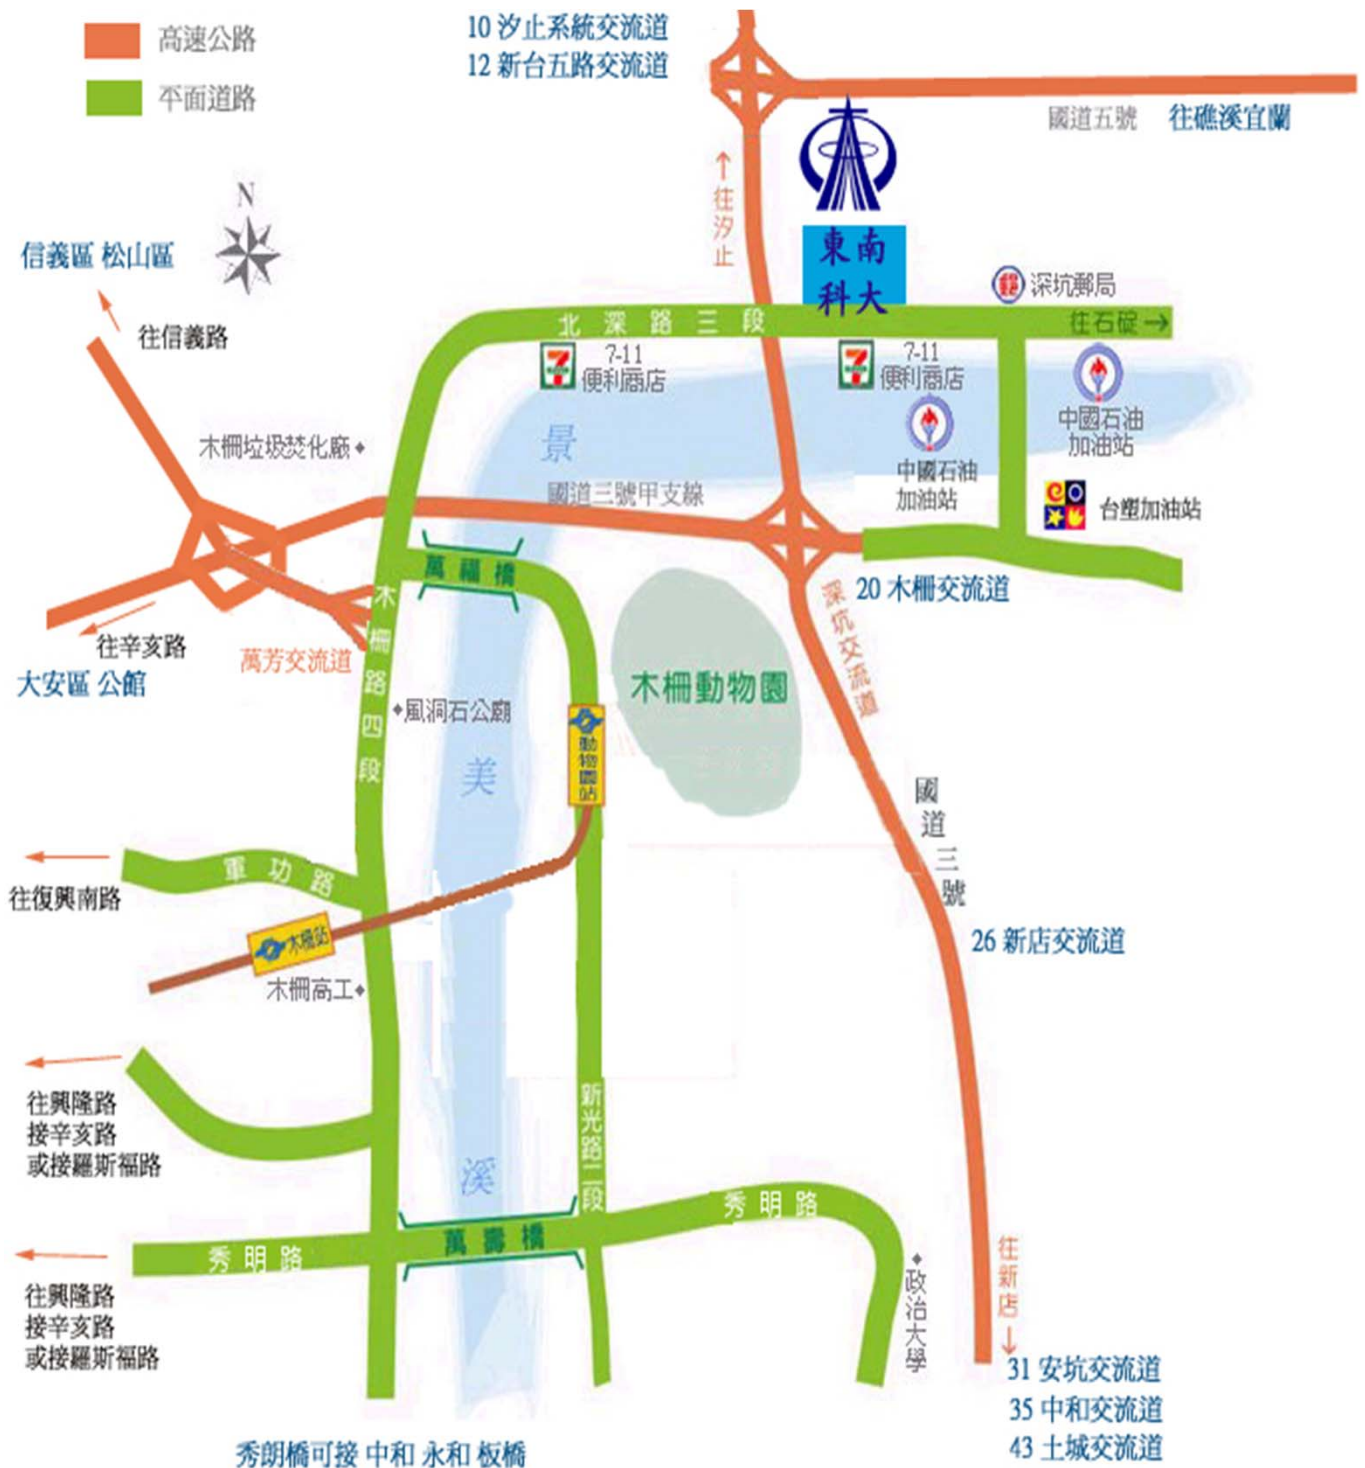 高速公路
平面道路
10 汐止系統交流道
12 新台五路交流道
國道五號
往礁溪宜蘭
↑往汐止
東南
科大
N
信義區 松山區
往信義路
深坑郵局
北深路三段
往石碇→
7
7-11
便利商店
7
7-11
便利商店
中國石油
加油站
中國石油
加油站
台塑加油站
木柵垃圾焚化廠
景
國道三號甲支線
萬福橋
20 木柵交流道
深坑交流道
往辛亥路
大安區 公館
萬芳交流道
木柵路四段
風洞石公廟
木柵動物園
動物園站
美
國道三號
軍功路
往復興南路
木柵站
木柵高工
26 新店交流道
往興隆路
接辛亥路
或接羅斯福路
新光路二段
溪
秀明路
萬壽橋
秀明路
往興隆路
接辛亥路
或接羅斯福路
政治大學
往新店↓
31 安坑交流道
35 中和交流道
43 土城交流道
秀朗橋可接 中和 永和 板橋